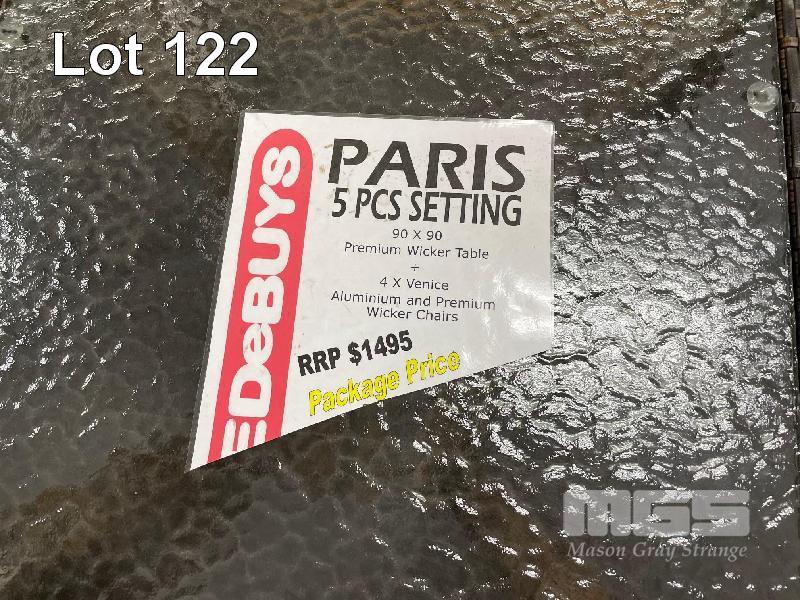 Lot 122
EDeBUYS
PARIS
5 PCS SETTING
90 X 90
Premium Wicker Table
+
4 X Venice
Aluminium and Premium
Wicker Chairs
RRP $1495
Package Price
MGS
Mason Gray Strange